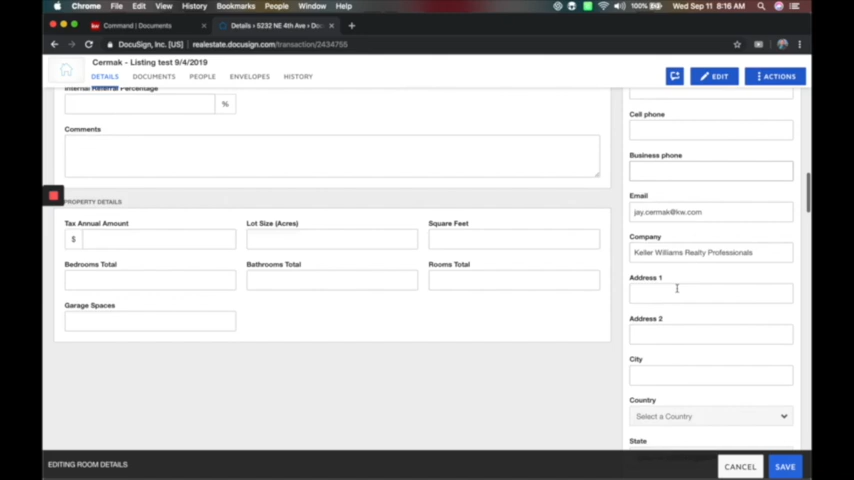 Chrome File Edit View History Bookmarks People Window Help 100% Wed Sep 11 8:16 AM
Command | Documents × Details › 5232 NE 4th Ave › Doc × +
DocuSign, Inc. [US] | realestate.docusign.com/transaction/2434755
Cermak - Listing test 9/4/2019
DETAILS DOCUMENTS PEOPLE ENVELOPES HISTORY EDIT ACTIONS
Internal Referral Percentage
%
Comments
PROPERTY DETAILS
Tax Annual Amount Lot Size (Acres) Square Feet
$
Bedrooms Total Bathrooms Total Rooms Total
Garage Spaces
Cell phone
Business phone
Email
jay.cermak@kw.com
Company
Keller Williams Realty Professionals
Address 1
Address 2
City
Country
Select a Country
State
EDITING ROOM DETAILS CANCEL SAVE